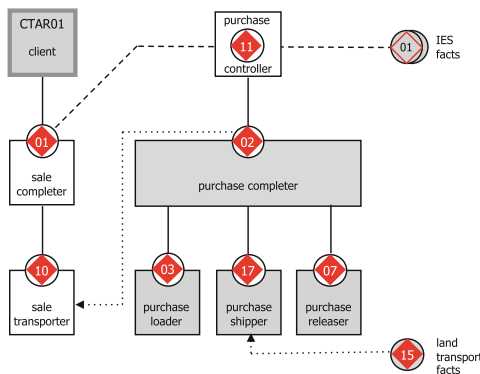 CTAR01
client
purchase
11
controller
01
IES
facts
01
sale
completer
02
purchase completer
10
sale
transporter
03
purchase
loader
17
purchase
shipper
07
purchase
releaser
15
land
transport
facts